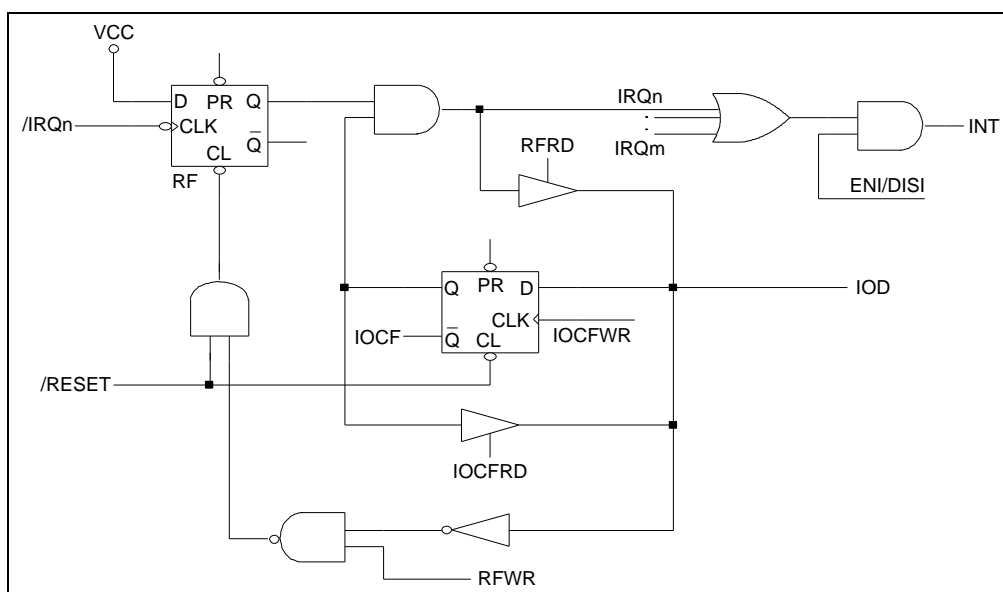 VCC
D PR Q
/IRQn CLK
Q
CL
RF
IRQn
IRQm
RFRD
INT
ENI/DISI
Q PR D
IOD
CLK
IOCF Q CL IOCFWR
/RESET
IOCFRD
RFWR